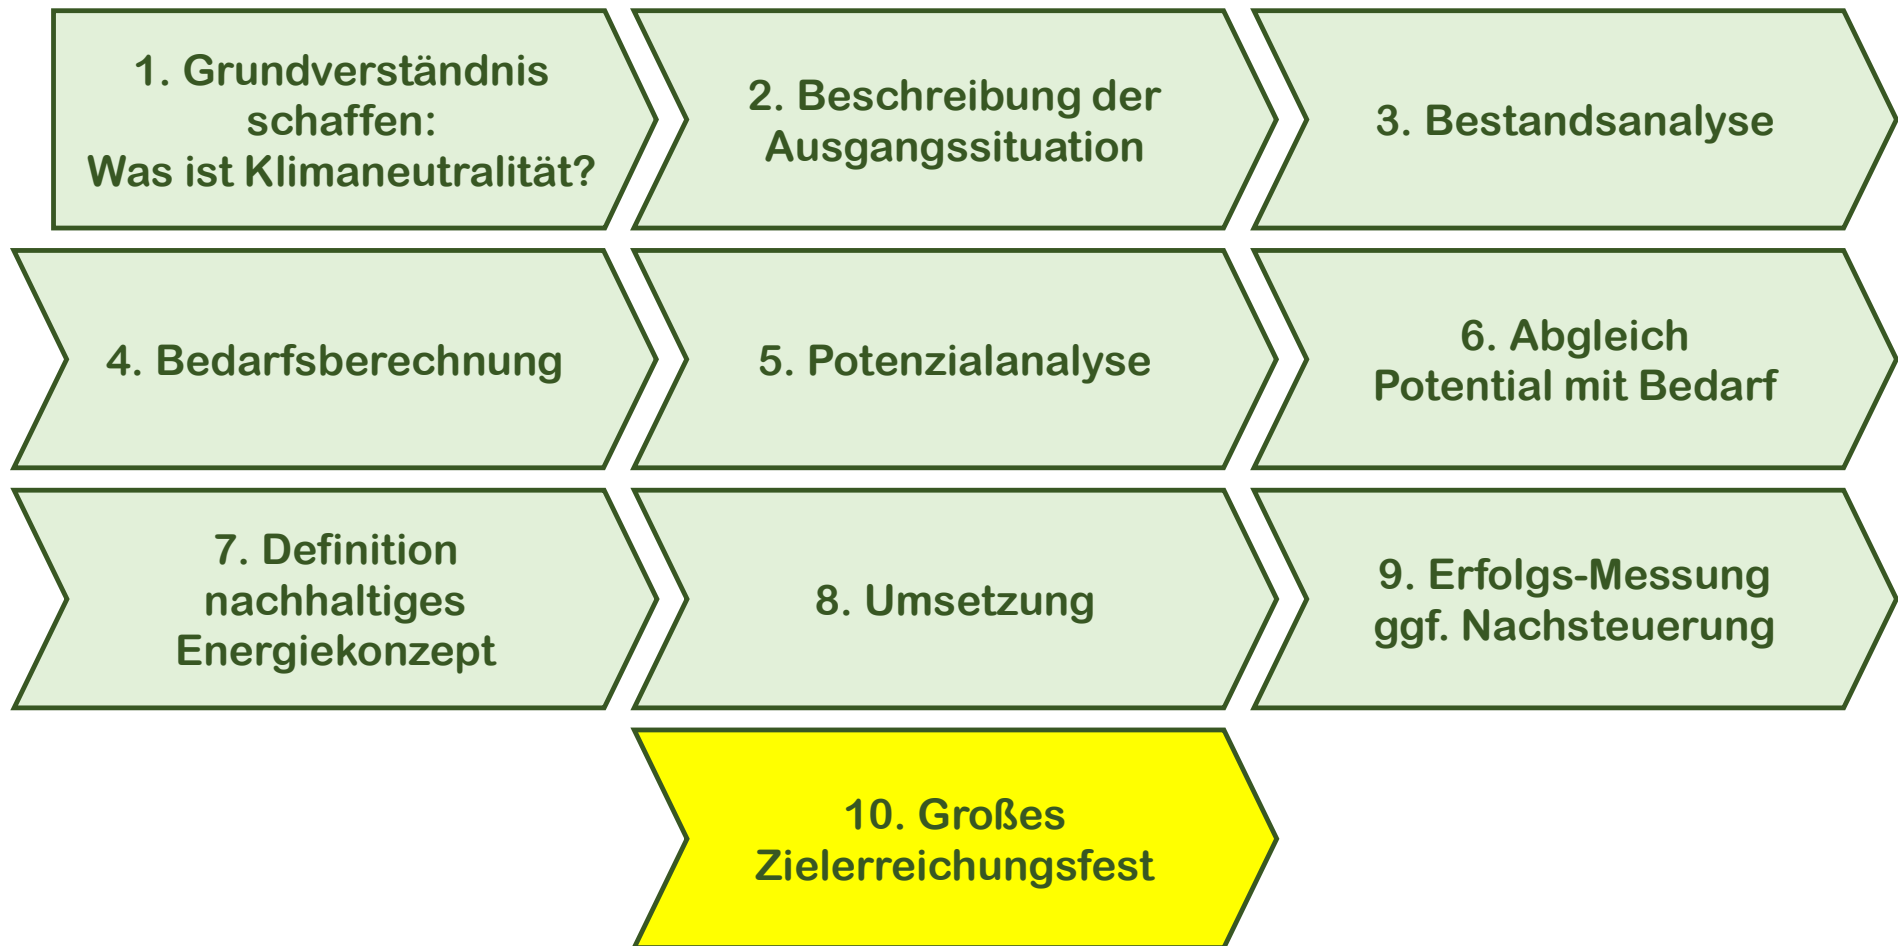 1. Grundverständnis
schaffen:
Was ist Klimaneutralität?
2. Beschreibung der
Ausgangssituation
3. Bestandsanalyse
4. Bedarfsberechnung
5. Potenzialanalyse
6. Abgleich
Potential mit Bedarf
7. Definition
nachhaltiges
Energiekonzept
8. Umsetzung
9. Erfolgs-Messung
ggf. Nachsteuerung
10. Großes
Zielerreichungsfest